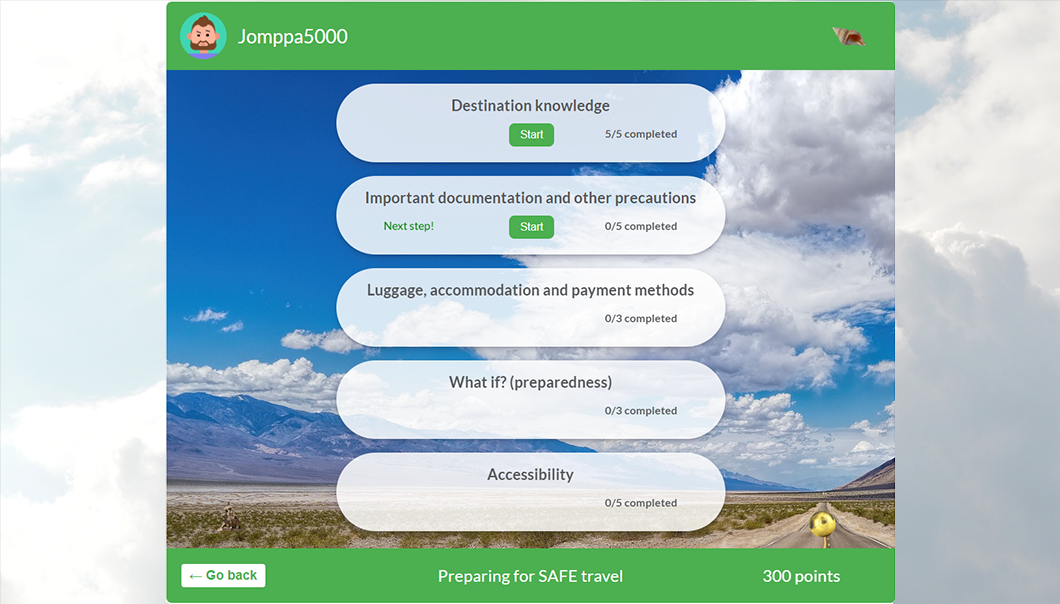 Jomppa5000
Destination knowledge
Start 5/5 completed
Important documentation and other precautions
Next step! Start 0/5 completed
Luggage, accommodation and payment methods
0/3 completed
What if? (preparedness)
0/3 completed
Accessibility
0/5 completed
← Go back Preparing for SAFE travel 300 points